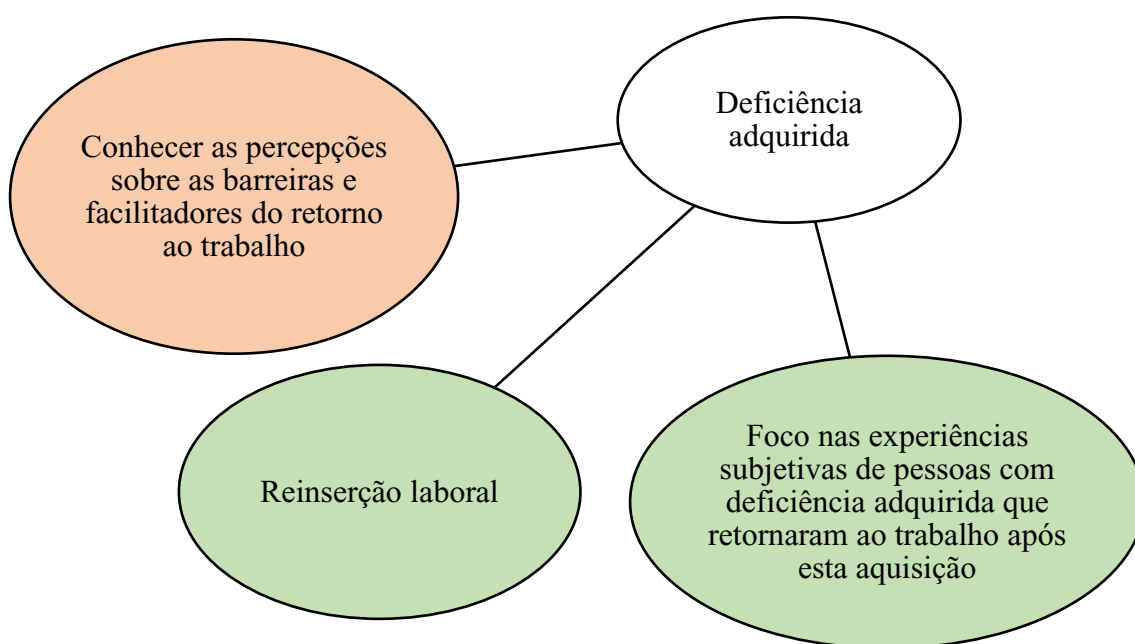 Deficiência
adquirida
Conhecer as percepções
sobre as barreiras e
facilitadores do retorno
ao trabalho
Reinserção laboral
Foco nas experiências
subjetivas de pessoas com
deficiência adquirida que
retornaram ao trabalho após
esta aquisição